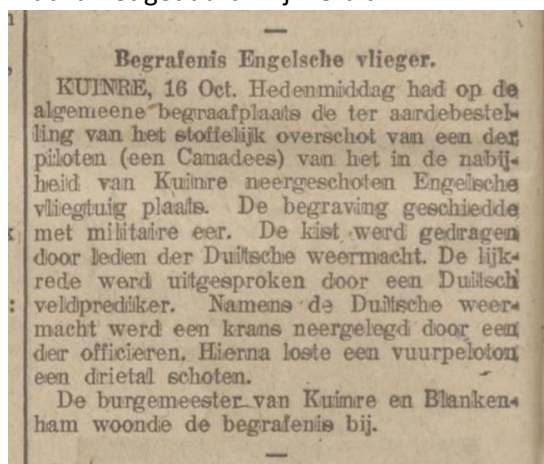 Begrafenis Engelsche vlieger.
KUINRE, 16 Oct. Hedenmiddag had op de
algemeene begraafplaats de ter aardebestel-
ling van het stoffelijk overschot van een der
piloten (een Canadees) van het in de nabij-
heid van Kuinre neergeschoten Engelsche
vliegtuig plaats. De begraving geschiedde
met militaire eer. De kist werd gedragen
door leden der Duitsche weermacht. De lijk-
rede werd uitgesproken door een Duitsch
veldprediker. Namens de Duitsche weer-
macht werd een krans neergelegd door een
der officieren. Hierna loste een vuurpeloton
een drietal schoten.
De burgemeester van Kuinre en Blanken-
ham woonde de begrafenis bij.